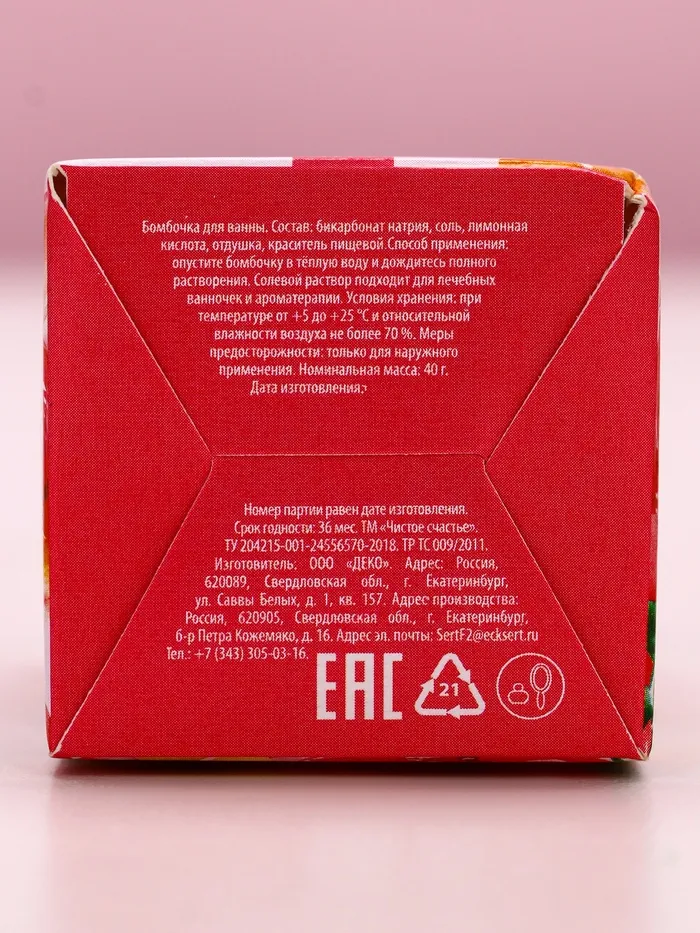 Бомбочка для ванны. Состав: бикарбонат натрия, соль, лимонная
кислота, отдушка, краситель пищевой Способ применения:
опустите бомбочку в тёплую воду и дождитесь полного
растворения. Солевой раствор подходит для лечебных
ванночек и ароматерапии. Условия хранения: при
температуре от +5 до +25 °С и относительной
влажности воздуха не более 70 %. Меры
предосторожности: только для наружного
применения. Номинальная масса: 40 г.
Дата изготовления:
Номер партии равен дате изготовления.
Срок годности: 36 мес. ТМ «Чистое счастье».
ТУ 204215-001-24556570-2018. ТР ТС 009/2011.
Изготовитель: ООО «ДЕКО». Адрес: Россия,
620089, Свердловская обл., г. Екатеринбург,
ул. Саввы Белых, д. 1, кв. 157. Адрес производства:
Россия, 620905, Свердловская обл., г. Екатеринбург,
б-р Петра Кожемяко, д. 16. Адрес эл. почты: SertF2@ecksert.ru
Тел.: +7 (343) 305-03-16.
EAC
21